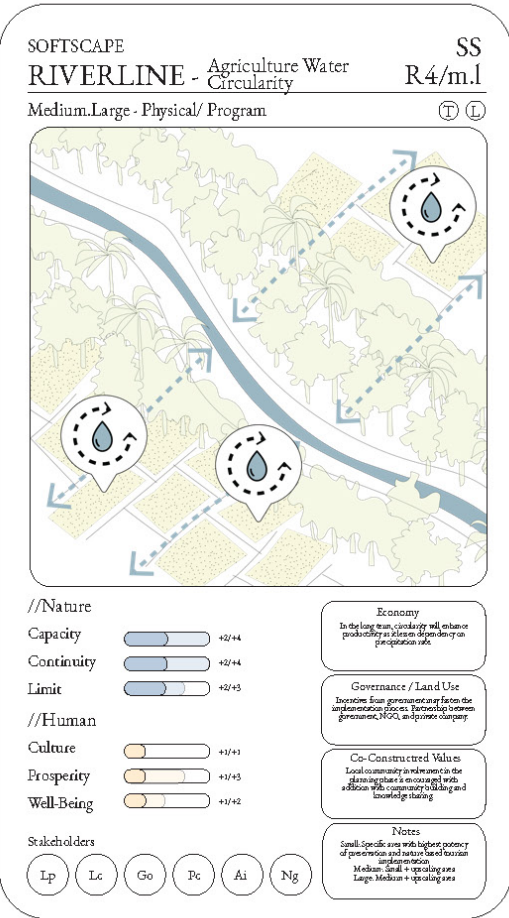 SOFTSCAPE
SS
RIVERLINE - Agriculture Water
Circularity
R4/m.l
Medium.Large - Physical/ Program
T L
//Nature
Capacity +2/+4
Continuity +2/+4
Limit +2/+3
//Human
Culture +1/+1
Prosperity +1/+3
Well-Being +1/+2
Stakeholders
Lp Lc Go Pc Ai Ng
Economy
In the long term, circularity will enhance
productivity as it lessen dependency on
precipitation rate.
Governance / Land Use
Incentives from government may fasten the
implementation process. Partnership between
government, NGO, and private company.
Co-Constructred Values
Local community involvement in the
planning phase is encouraged with
addition with community building and
knowledge sharing
Notes
Small: Specific area with highest potency
of preservation and nature based tourism
implementation
Medium: Small + upscaling area
Large: Medium + upscaling area